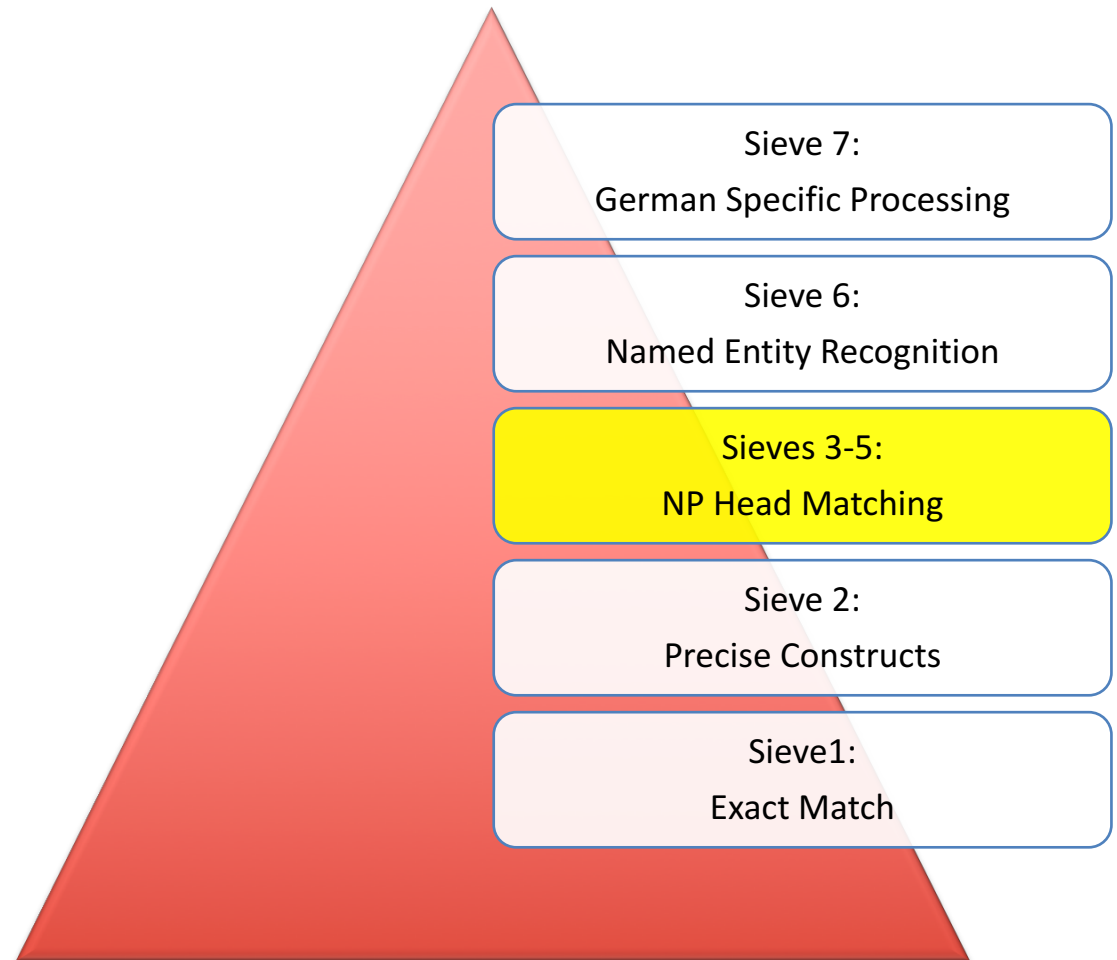 Sieve 7:
German Specific Processing
Sieve 6:
Named Entity Recognition
Sieves 3-5:
NP Head Matching
Sieve 2:
Precise Constructs
Sieve1:
Exact Match